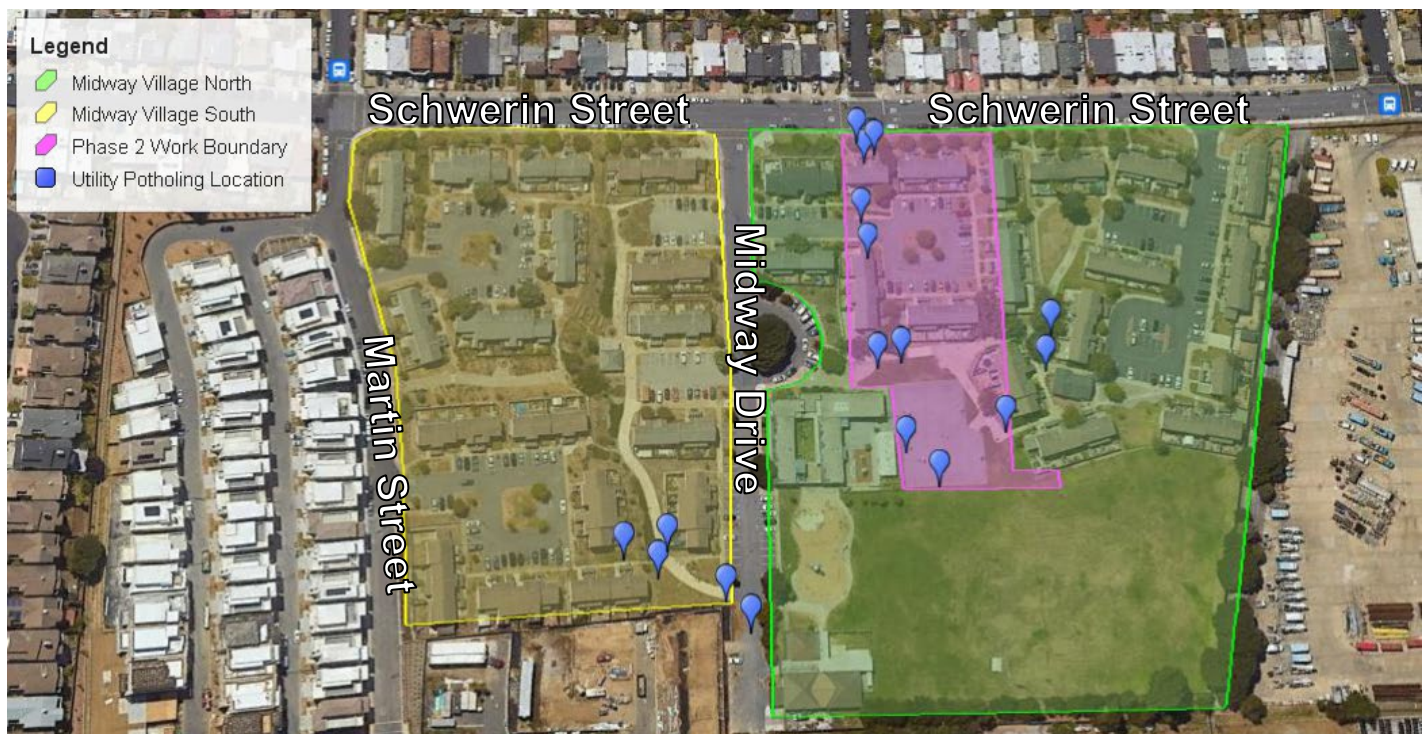 Legend
Midway Village North
Midway Village South
Phase 2 Work Boundary
Utility Potholing Location
Schwerin Street
Schwerin Street
Midway Drive
Martin Street